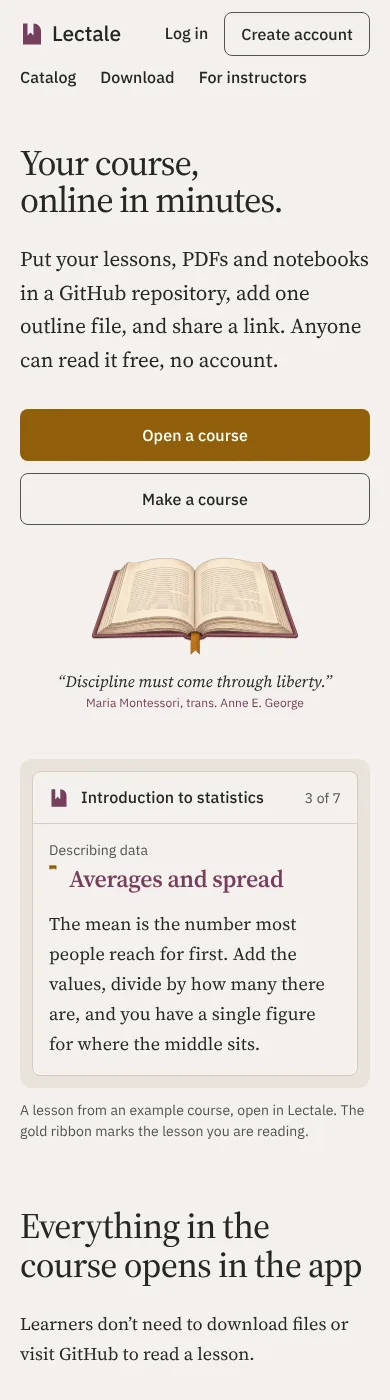 Lectale
Log in
Create account
Catalog
Download
For instructors
Your course,
online in minutes.
Put your lessons, PDFs and notebooks
in a GitHub repository, add one
outline file, and share a link. Anyone
can read it free, no account.
Open a course
Make a course
“Discipline must come through liberty.”
Maria Montessori, trans. Anne E. George
Introduction to statistics
3 of 7
Describing data
Averages and spread
The mean is the number most
people reach for first. Add the
values, divide by how many there
are, and you have a single figure
for where the middle sits.
A lesson from an example course, open in Lectale. The
gold ribbon marks the lesson you are reading.
Everything in the
course opens in the app
Learners don’t need to download files or
visit GitHub to read a lesson.